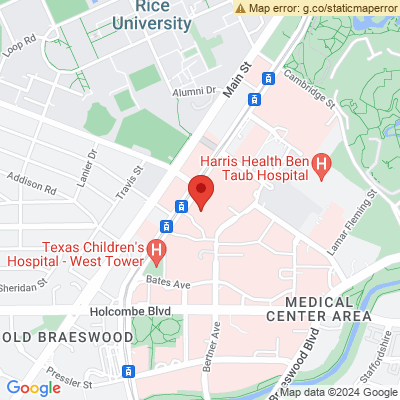 Rice
University
Map error: g.co/staticmaperror
Loop Rd
Alumni Dr
Main St
Cambridge St
Lanier Dr
Travis St
Addison Rd
Harris Health Ben
Taub Hospital
H
Lamar Fleming St
Texas Children's
Hospital - West Tower
H
Sheridan St
Bates Ave
Holcombe Blvd
MEDICAL
CENTER AREA
OLD BRAESWOOD
Bertner Ave
Braeswood Blvd
Staffordshire
Pressler St
Google
Map data ©2024 Google